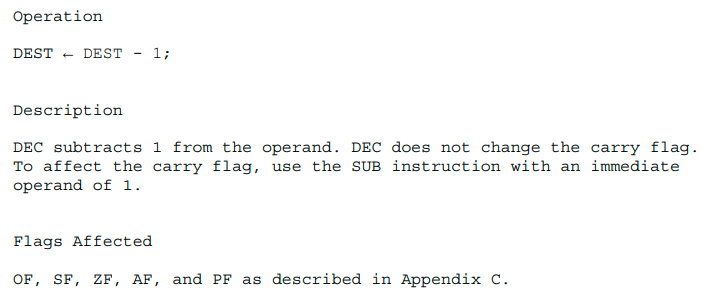 Operation
DEST ← DEST - 1;
Description
DEC subtracts 1 from the operand. DEC does not change the carry flag.
To affect the carry flag, use the SUB instruction with an immediate
operand of 1.
Flags Affected
OF, SF, ZF, AF, and PF as described in Appendix C.